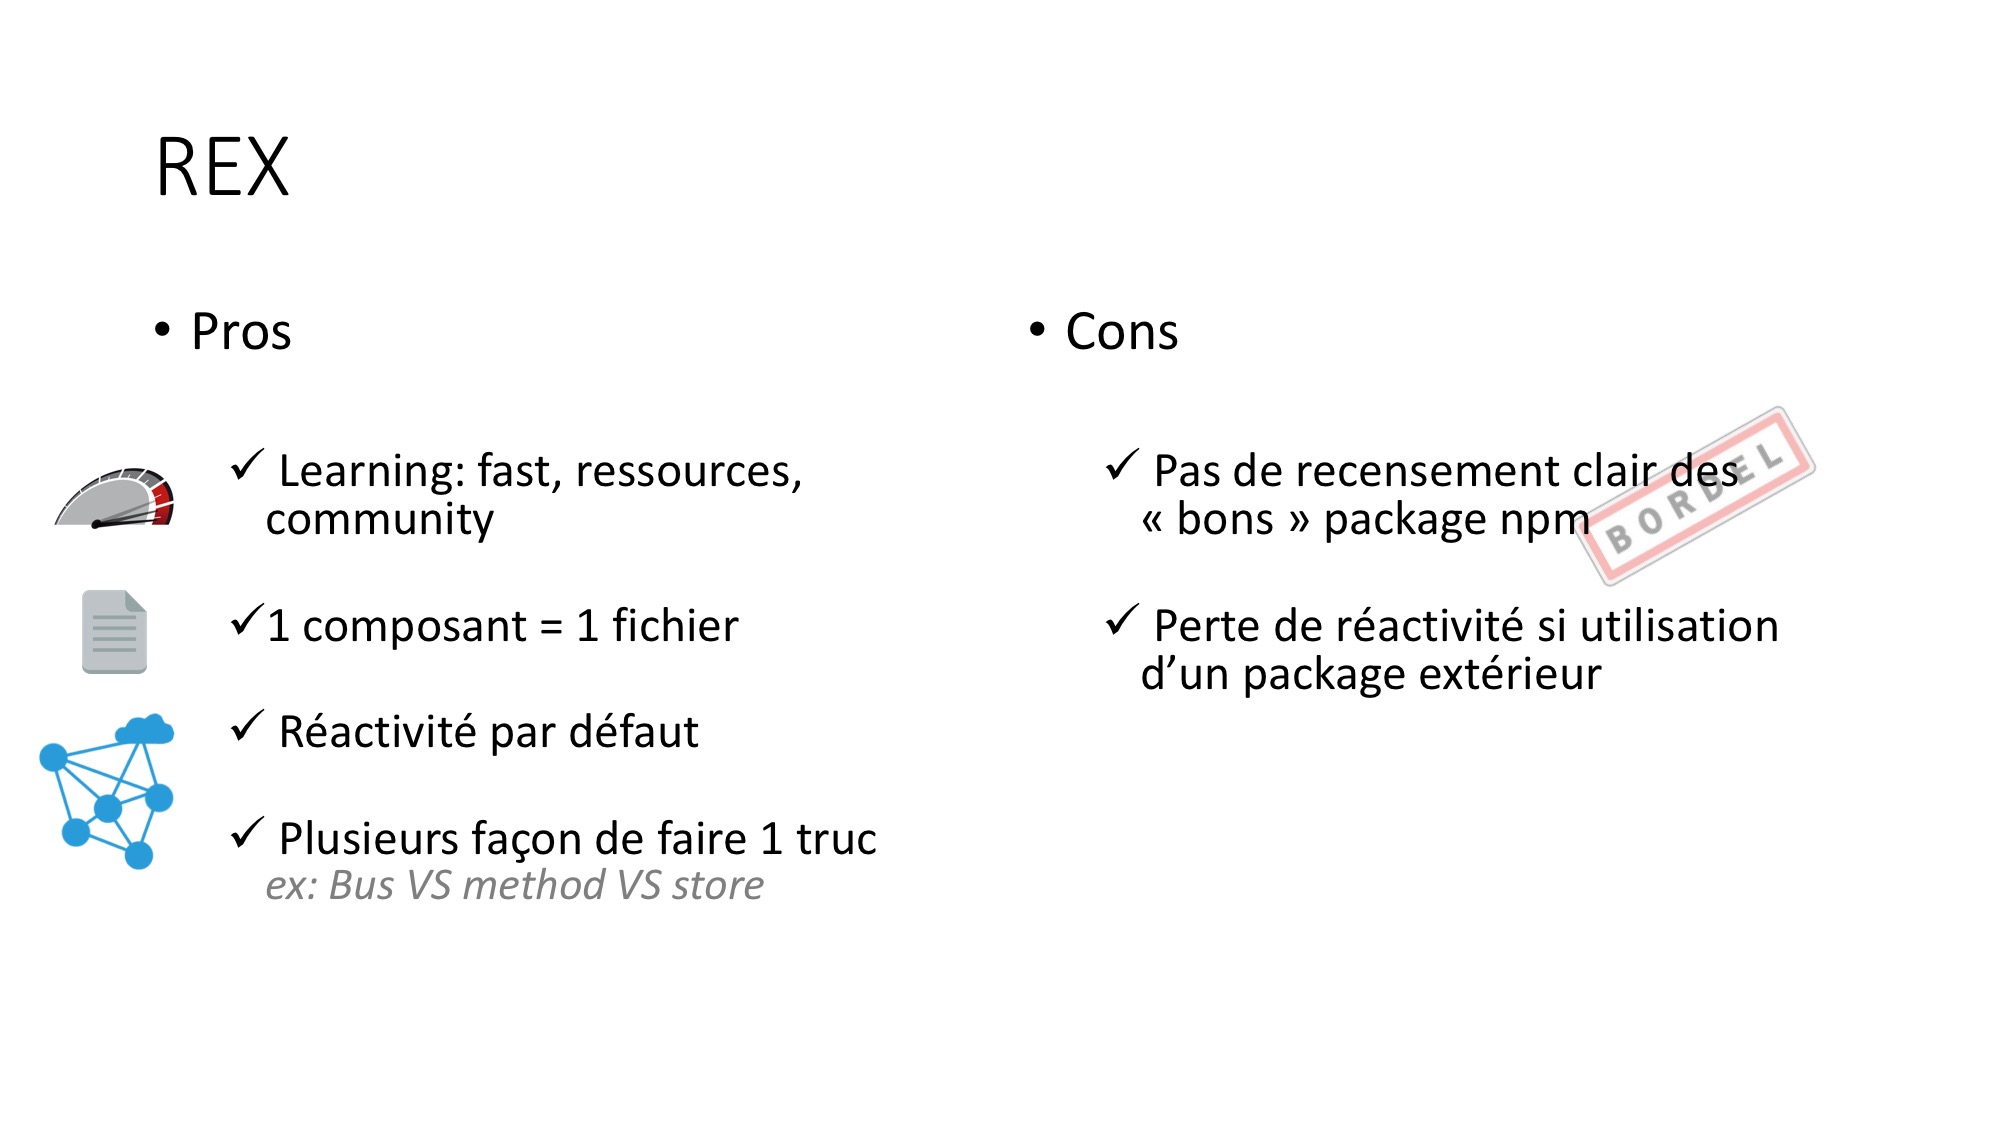 REX
• Pros
✓ Learning: fast, ressources,
community
✓1 composant = 1 fichier
✓ Réactivité par défaut
✓ Plusieurs façon de faire 1 truc
ex: Bus VS method VS store
• Cons
✓ Pas de recensement clair des
« bons » package npm
BORDEL
✓ Perte de réactivité si utilisation
d’un package extérieur